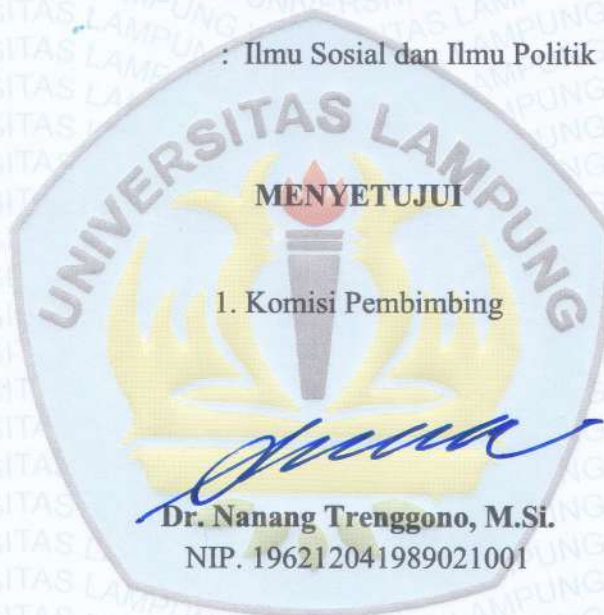 : Ilmu Sosial dan Ilmu Politik
UNIVERSITAS LAMPUNG
MENYETUJUI
1. Komisi Pembimbing
Dr. Nanang Trenggono, M.Si.
NIP. 196212041989021001